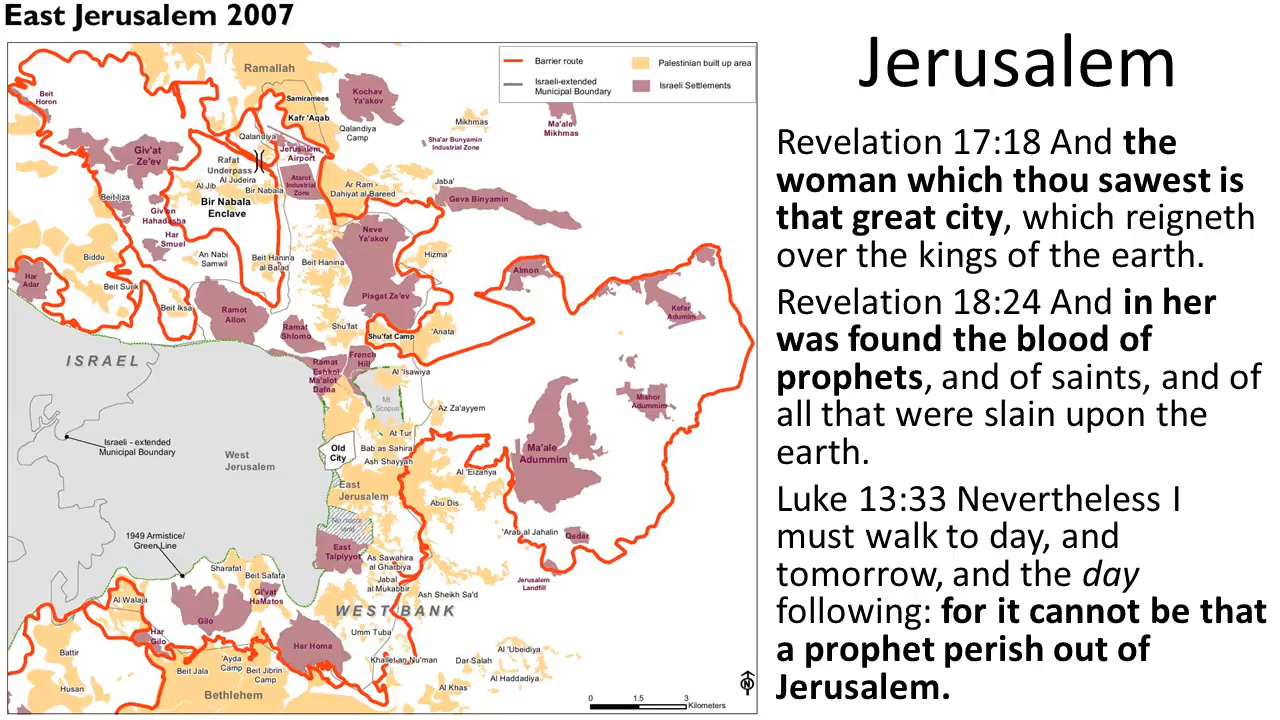 East Jerusalem 2007
Barrier route
Israeli-extended
Municipal Boundary
Palestinian built up area
Israeli Settlements
Ramallah
Beit
Horon
Samiramees
Kafr 'Aqab
Kochav
Ya'akov
Qalandiya
Camp
Mikhmas
Ma'ale
Mikhmas
Sha'ar Bunyamin
Industrial Zone
Qalandiya
Jerusalem
Airport
Giv'at
Ze'ev
Rafat
Underpass
Al Judeira
Al Jib
Bir Nabala
Atarot
Industrial
Zone
Ar Ram -
Dahiyat al Bareed
Jaba'
Geva Binyamin
Beit Ijza
Bir Nabala
Enclave
Giv'on
Hahadasha
Har
Smuel
Neve
Ya'akov
Biddu
An Nabi
Samwil
Beit Hanina
al Balad
Beit Hanina
Hizma
Almon
Har
Adar
Beit Surik
Beit Iksa
Ramot
Allon
Pisgat Ze'ev
Kefar
Adumim
Ramat
Shlomo
Shu'fat
Shu'fat Camp
'Anata
ISRAEL
Ramat
Eshkol
Ma'alot
Dafna
French
Hill
Al 'Isawiya
Mt
Scopus
Az Za'ayyem
Mishor
Adummim
Israeli - extended
Municipal Boundary
West
Jerusalem
Old
City
At Tur
Bab as Sahira
Ash Shayyah
Ma'ale
Adummim
Al 'Eizariya
East
Jerusalem
Abu Dis
No man's
land
'Arab al Jahalin
Qedar
1949 Armistice/
Green Line
East
Talpiyyot
As Sawahira
al Gharbiya
Jabal
al Mukabbir
Ash Sheikh Sa'd
Jerusalem
Landfill
Sharafat
Beit Safafa
Al Walaja
Gilo
Gi'vat
HaMatos
WEST BANK
Har
Gilo
Har Homa
Umm Tuba
Battir
Khallet an Nu'man
Dar Salah
Al 'Ubeidiya
Al Haddadiya
Al Khas
Husan
Beit Jala
'Ayda
Camp
Beit Jibrin
Camp
Bethlehem
N
0 1.5 3
Kilometers
Jerusalem
Revelation 17:18 And the
woman which thou sawest is
that great city, which reigneth
over the kings of the earth.
Revelation 18:24 And in her
was found the blood of
prophets, and of saints, and of
all that were slain upon the
earth.
Luke 13:33 Nevertheless I
must walk to day, and
tomorrow, and the day
following: for it cannot be that
a prophet perish out of
Jerusalem.